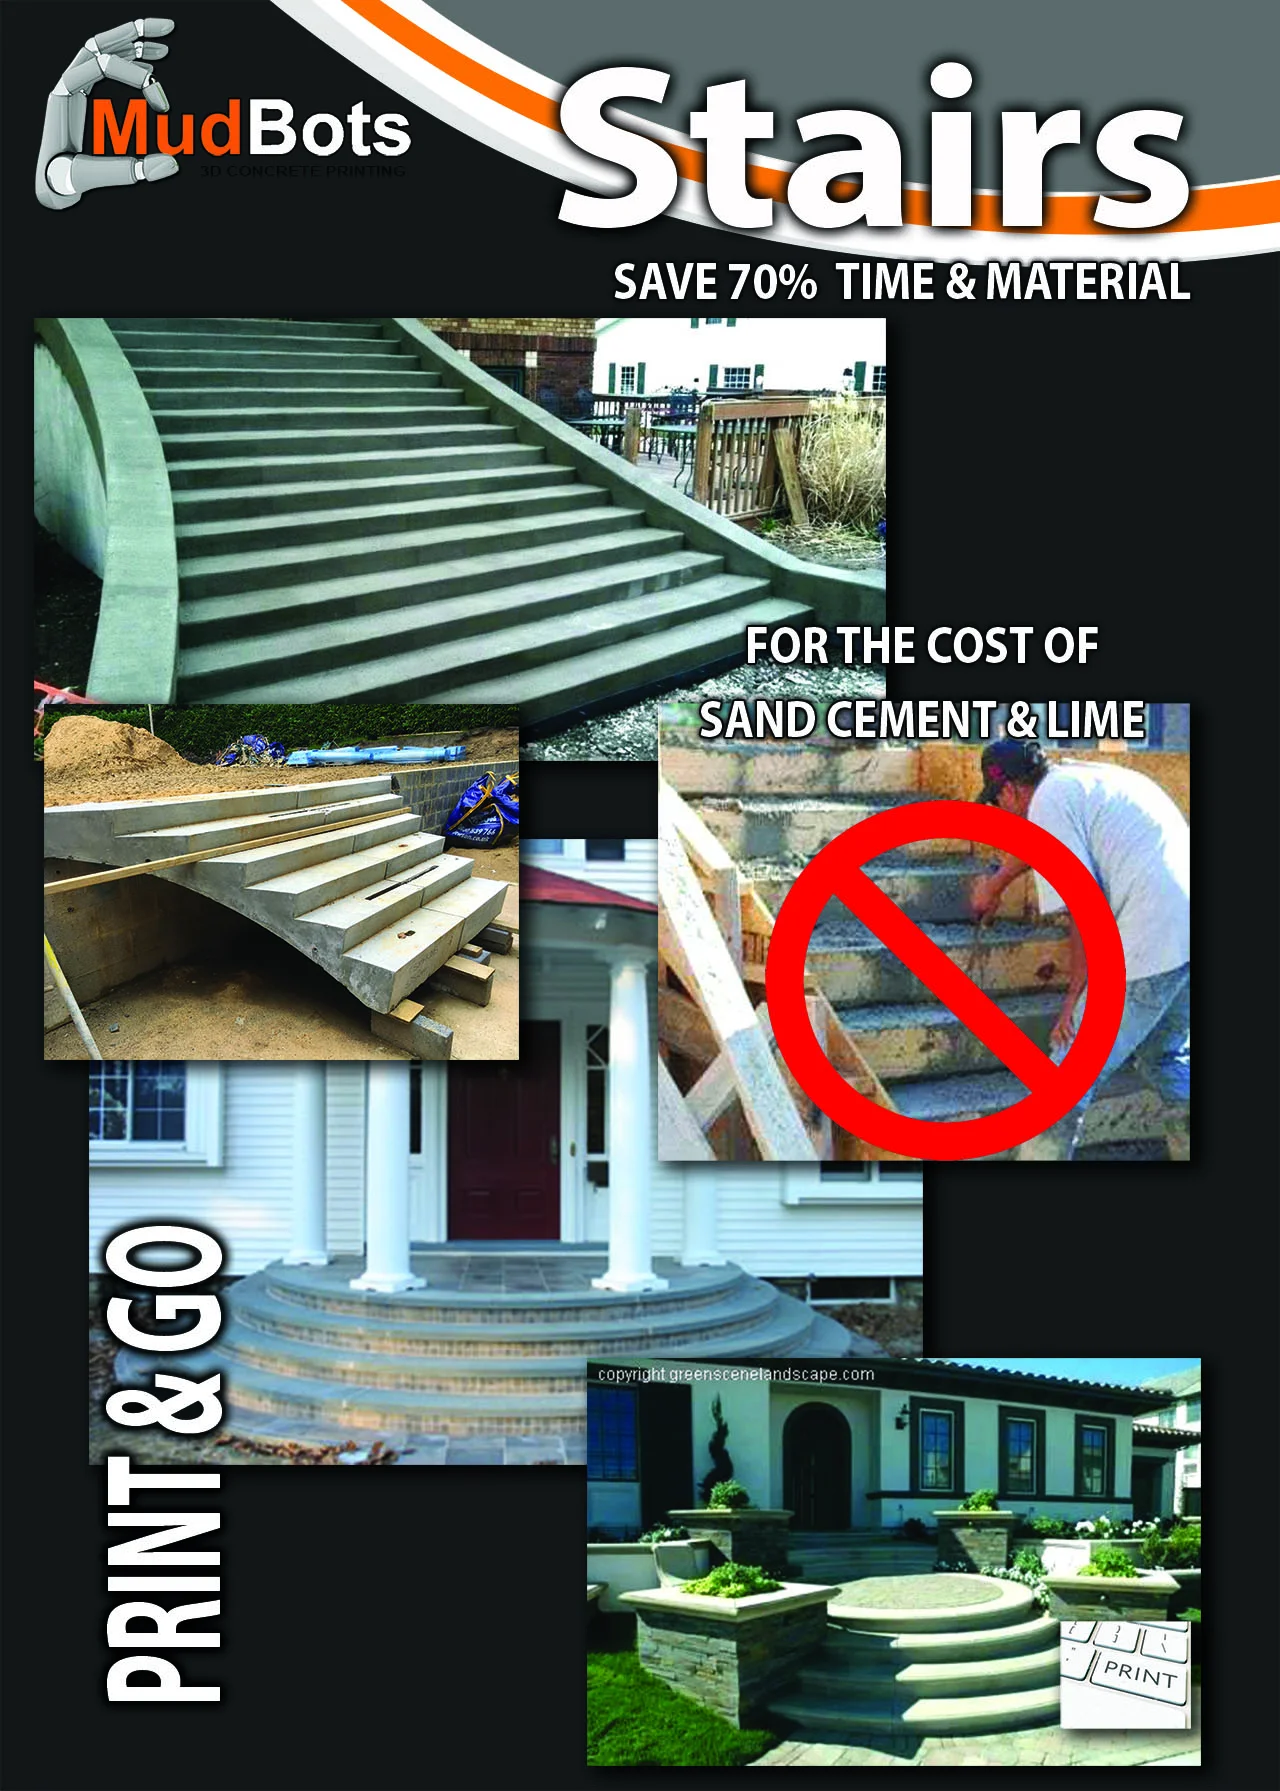 MudBots
3D CONCRETE PRINTING
Stairs
SAVE 70% TIME & MATERIAL
FOR THE COST OF
SAND CEMENT & LIME
PRINT & GO
copyright greenscenelandscape.com
PRINT